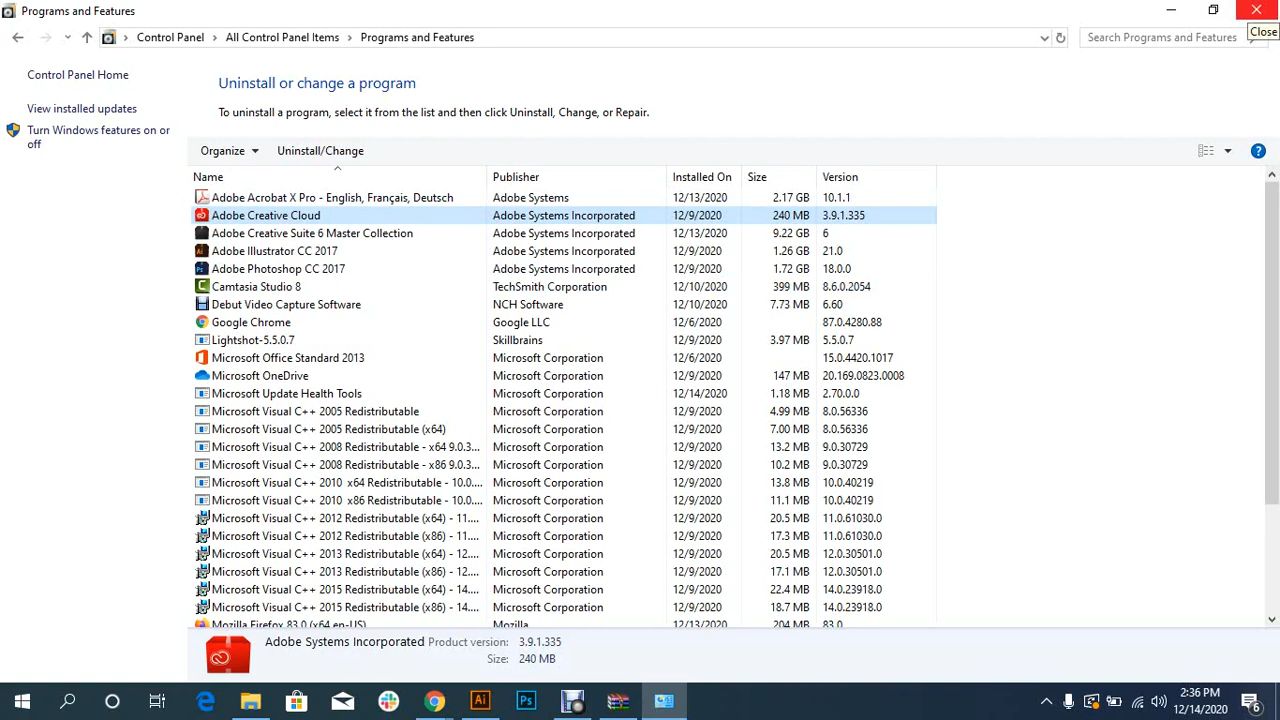 Programs and Features
Close
Control Panel All Control Panel Items Programs and Features
Search Programs and Features
Control Panel Home
View installed updates
Turn Windows features on or
off
Uninstall or change a program
To uninstall a program, select it from the list and then click Uninstall, Change, or Repair.
Organize Uninstall/Change
Name Publisher Installed On Size Version
Adobe Acrobat X Pro - English, Français, Deutsch Adobe Systems 12/13/2020 2.17 GB 10.1.1
Adobe Creative Cloud Adobe Systems Incorporated 12/9/2020 240 MB 3.9.1.335
Adobe Creative Suite 6 Master Collection Adobe Systems Incorporated 12/13/2020 9.22 GB 6
Adobe Illustrator CC 2017 Adobe Systems Incorporated 12/9/2020 1.26 GB 21.0
Adobe Photoshop CC 2017 Adobe Systems Incorporated 12/9/2020 1.72 GB 18.0.0
Camtasia Studio 8 TechSmith Corporation 12/10/2020 399 MB 8.6.0.2054
Debut Video Capture Software NCH Software 12/10/2020 7.73 MB 6.60
Google Chrome Google LLC 12/6/2020 87.0.4280.88
Lightshot-5.5.0.7 Skillbrains 12/9/2020 3.97 MB 5.5.0.7
Microsoft Office Standard 2013 Microsoft Corporation 12/6/2020 15.0.4420.1017
Microsoft OneDrive Microsoft Corporation 12/9/2020 147 MB 20.169.0823.0008
Microsoft Update Health Tools Microsoft Corporation 12/14/2020 1.18 MB 2.70.0.0
Microsoft Visual C++ 2005 Redistributable Microsoft Corporation 12/9/2020 4.99 MB 8.0.56336
Microsoft Visual C++ 2005 Redistributable (x64) Microsoft Corporation 12/9/2020 7.00 MB 8.0.56336
Microsoft Visual C++ 2008 Redistributable - x64 9.0.3... Microsoft Corporation 12/9/2020 13.2 MB 9.0.30729
Microsoft Visual C++ 2008 Redistributable - x86 9.0.3... Microsoft Corporation 12/9/2020 10.2 MB 9.0.30729
Microsoft Visual C++ 2010 x64 Redistributable - 10.0.... Microsoft Corporation 12/9/2020 13.8 MB 10.0.40219
Microsoft Visual C++ 2010 x86 Redistributable - 10.0.... Microsoft Corporation 12/9/2020 11.1 MB 10.0.40219
Microsoft Visual C++ 2012 Redistributable (x64) - 11.... Microsoft Corporation 12/9/2020 20.5 MB 11.0.61030.0
Microsoft Visual C++ 2012 Redistributable (x86) - 11.... Microsoft Corporation 12/9/2020 17.3 MB 11.0.61030.0
Microsoft Visual C++ 2013 Redistributable (x64) - 12.... Microsoft Corporation 12/9/2020 20.5 MB 12.0.30501.0
Microsoft Visual C++ 2013 Redistributable (x86) - 12.... Microsoft Corporation 12/9/2020 17.1 MB 12.0.30501.0
Microsoft Visual C++ 2015 Redistributable (x64) - 14.... Microsoft Corporation 12/9/2020 22.4 MB 14.0.23918.0
Microsoft Visual C++ 2015 Redistributable (x86) - 14.... Microsoft Corporation 12/9/2020 18.7 MB 14.0.23918.0
Mozilla Firefox 83.0 (x64 en-US) Mozilla 12/13/2020 204 MB 83.0
Adobe Systems Incorporated Product version: 3.9.1.335
Size: 240 MB
Ai Ps
2:36 PM
12/14/2020
6